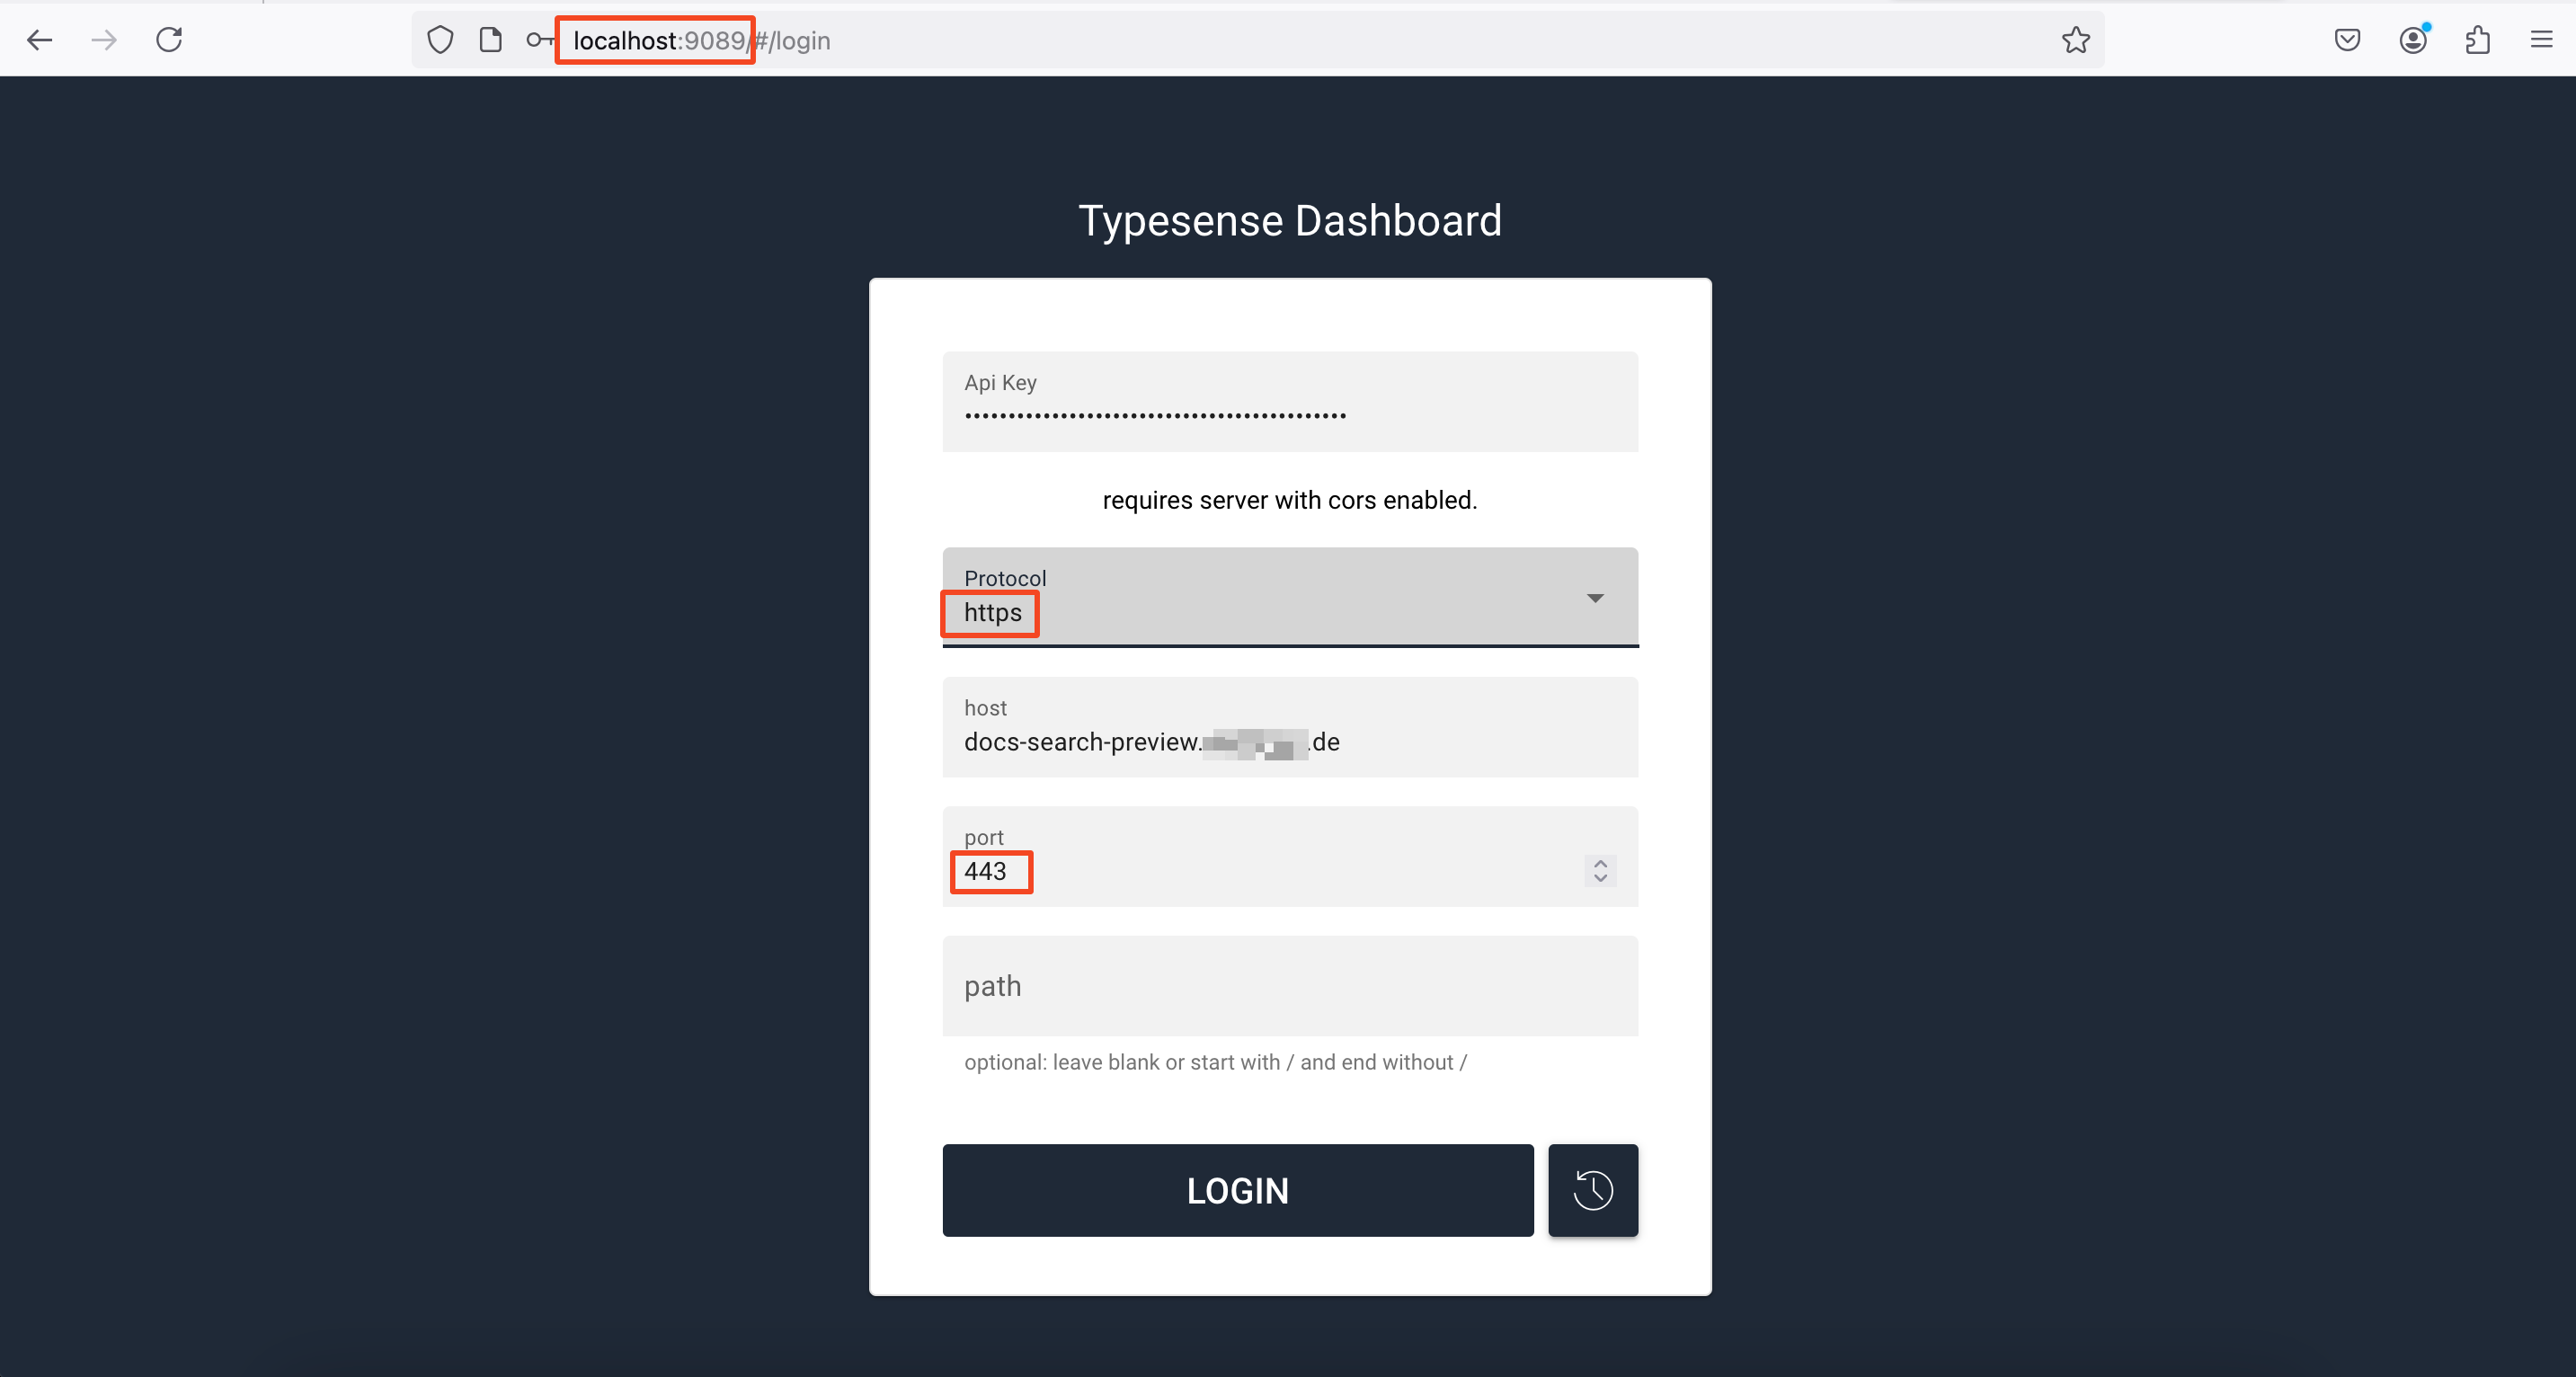 localhost:9089/#/login
Typesense Dashboard
Api Key
requires server with cors enabled.
Protocol
https
host
docs-search-preview. .de
port
443
path
optional: leave blank or start with / and end without /
LOGIN